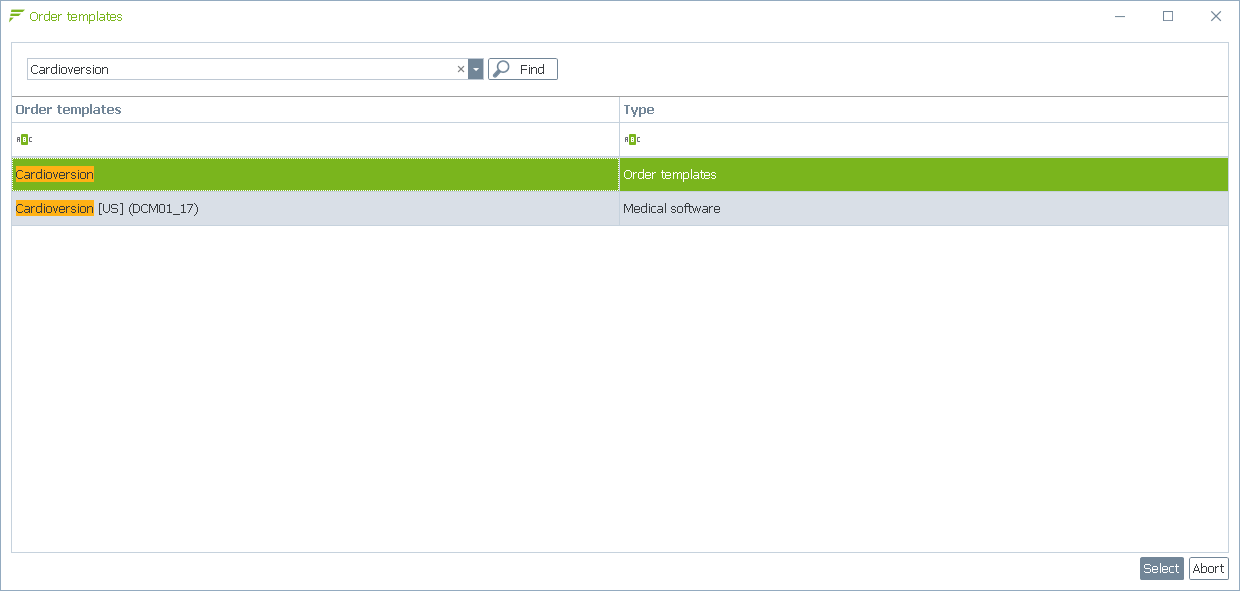 Order templates
Cardioversion × Find
Order templates Type
ABC ABC
Cardioversion Order templates
Cardioversion [US] (DCM01_17) Medical software
Select Abort